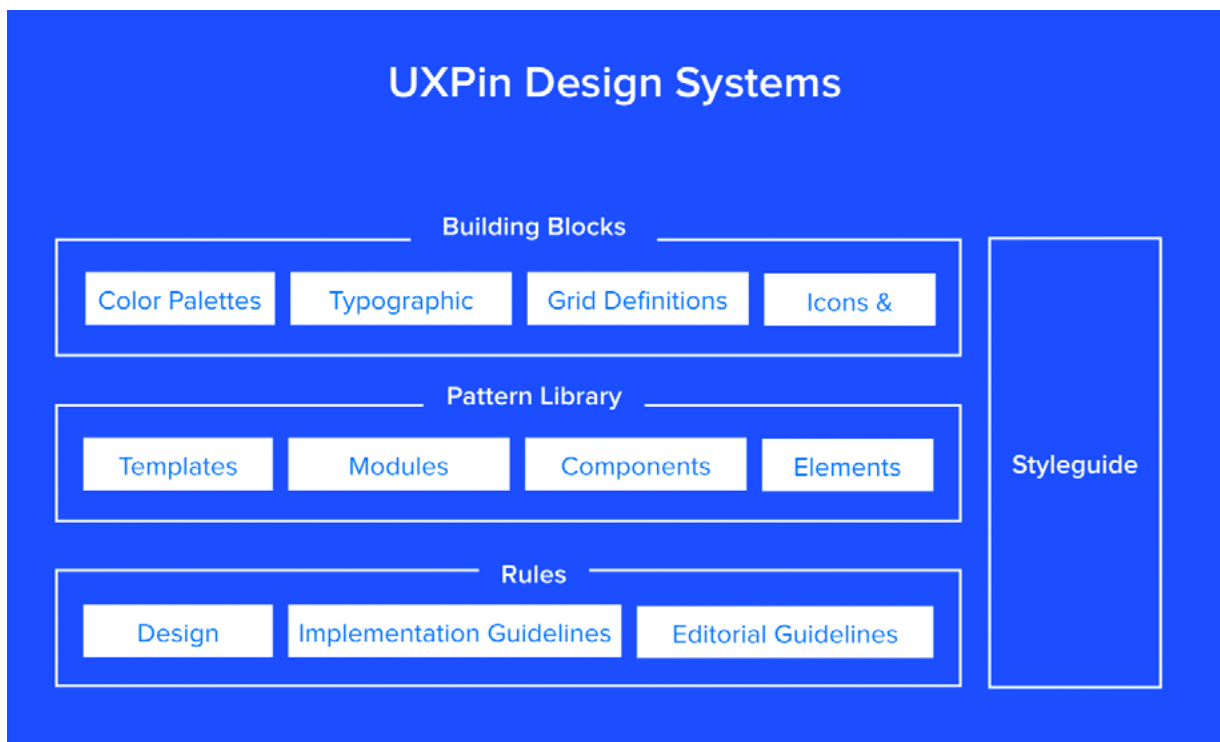 UXPin Design Systems
Building Blocks
Color Palettes
Typographic
Grid Definitions
Icons &
Pattern Library
Templates
Modules
Components
Elements
Rules
Design
Implementation Guidelines
Editorial Guidelines
Styleguide